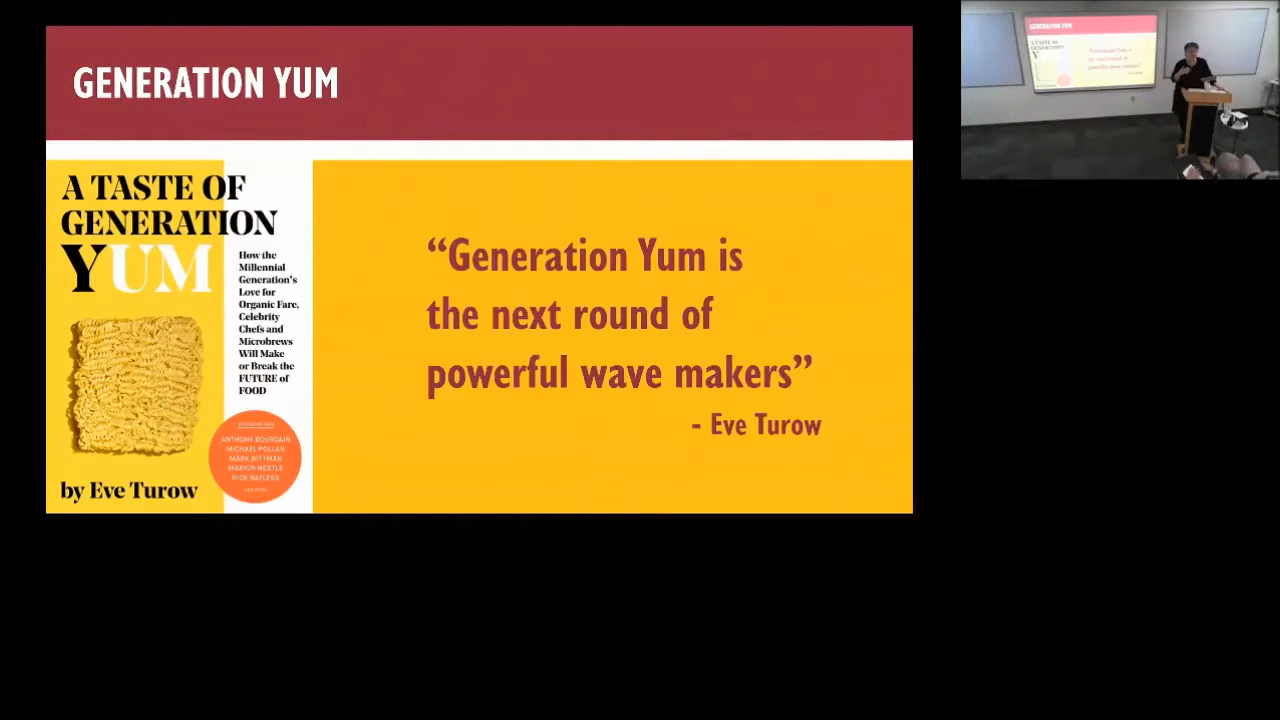 GENERATION YUM
A TASTE OF
GENERATION
YUM
How the
Millennial
Generation's
Love for
Organic Fare,
Celebrity
Chefs and
Microbrews
Will Make
or Break the
FUTURE of
FOOD
ANTHONY BOURDAIN
MICHAEL POLLAN
MARK BITTMAN
MARION NESTLE
RICK BAYLESS
by Eve Turow
“Generation Yum is
the next round of
powerful wave makers”
- Eve Turow
GENERATION YUM